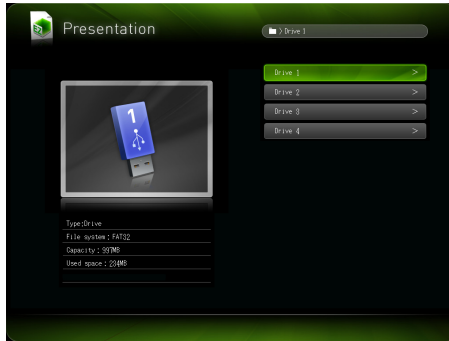 Presentation
> Drive 1
Drive 1 >
Drive 2 >
Drive 3 >
Drive 4 >
1
Type:Drive
File system : FAT32
Capacity : 997MB
Used space : 234MB